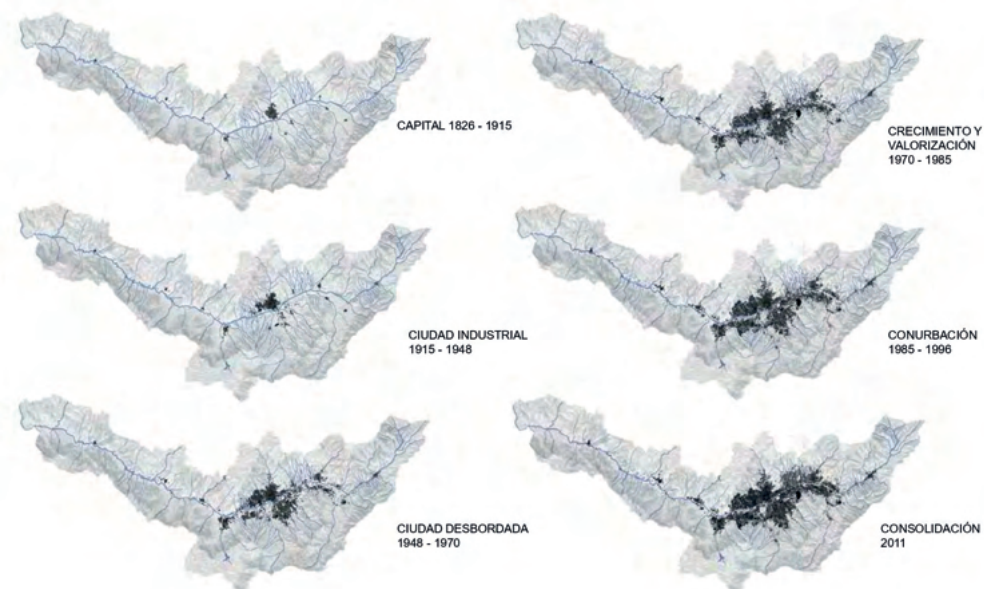 CAPITAL 1826 - 1915
CIUDAD INDUSTRIAL
1915 - 1948
CIUDAD DESBORDADA
1948 - 1970
CRECIMIENTO Y
VALORIZACIÓN
1970 - 1985
CONURBACIÓN
1985 - 1996
CONSOLIDACIÓN
2011